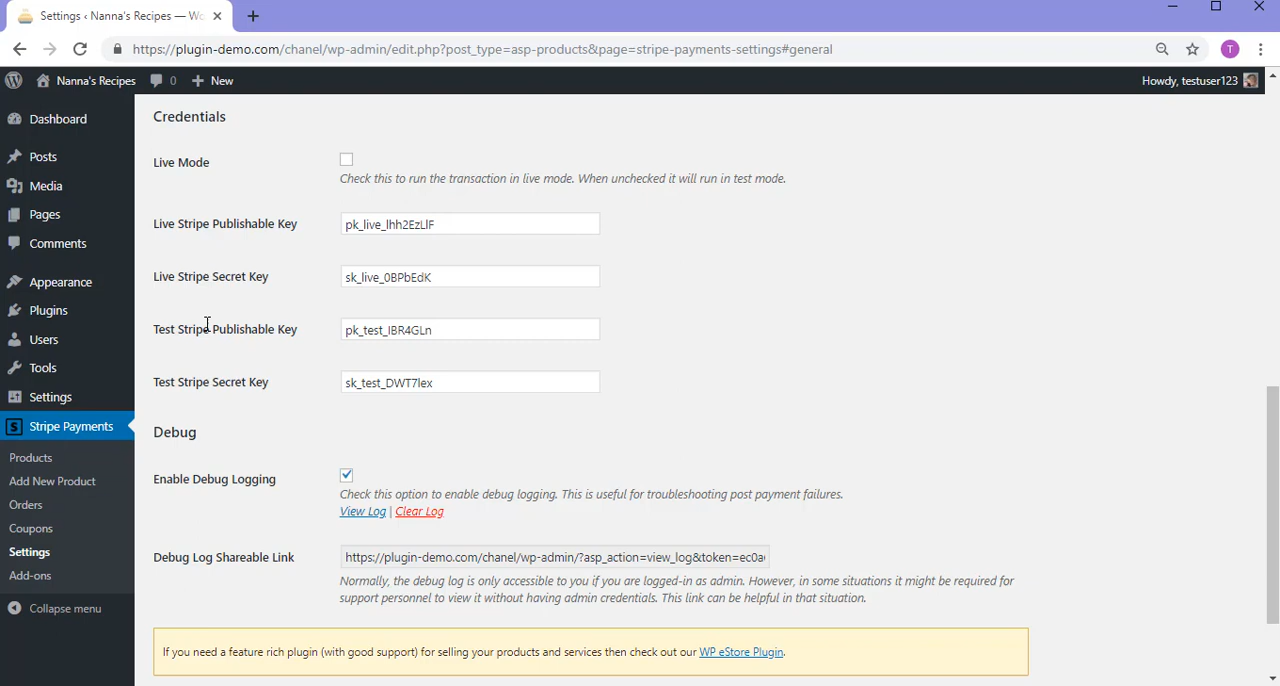 Settings ‹ Nanna's Recipes — Wo
https://plugin-demo.com/chanel/wp-admin/edit.php?post_type=asp-products&page=stripe-payments-settings#general
T
Nanna's Recipes 0 New
Howdy, testuser123
Dashboard
Posts
Media
Pages
Comments
Appearance
Plugins
Users
Tools
Settings
Stripe Payments
Products
Add New Product
Orders
Coupons
Settings
Add-ons
Collapse menu
Credentials
Live Mode
Check this to run the transaction in live mode. When unchecked it will run in test mode.
Live Stripe Publishable Key pk_live_lhh2EzLlF
Live Stripe Secret Key sk_live_0BPbEdK
Test Stripe Publishable Key pk_test_IBR4GLn
Test Stripe Secret Key sk_test_DWT7lex
Debug
Enable Debug Logging
Check this option to enable debug logging. This is useful for troubleshooting post payment failures.
View Log | Clear Log
Debug Log Shareable Link https://plugin-demo.com/chanel/wp-admin/?asp_action=view_log&token=ec0a
Normally, the debug log is only accessible to you if you are logged-in as admin. However, in some situations it might be required for
support personnel to view it without having admin credentials. This link can be helpful in that situation.
If you need a feature rich plugin (with good support) for selling your products and services then check out our WP eStore Plugin.